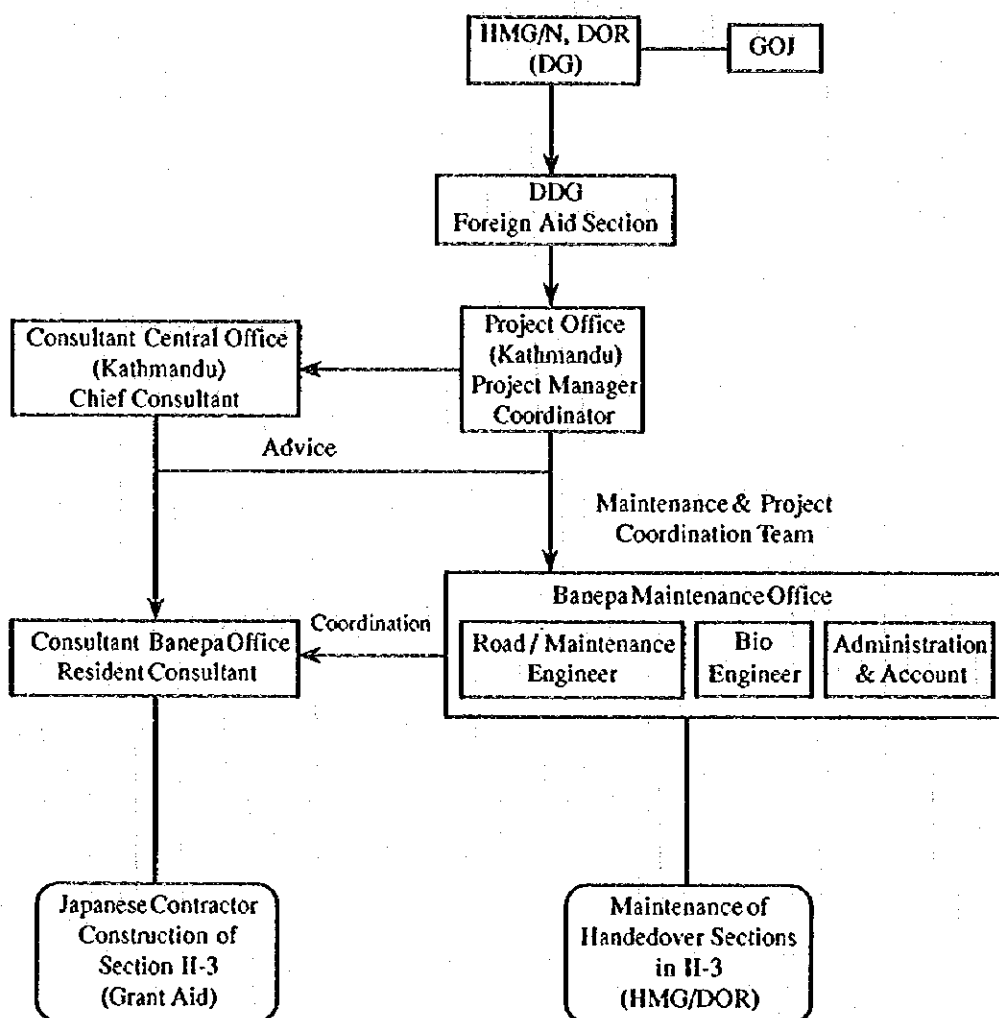 HMG/N, DOR
(DG)
GOJ
DDG
Foreign Aid Section
Consultant Central Office
(Kathmandu)
Chief Consultant
Project Office
(Kathmandu)
Project Manager
Coordinator
Advice
Maintenance & Project
Coordination Team
Consultant Banepa Office
Resident Consultant
Coordination
Banepa Maintenance Office
Road / Maintenance
Engineer
Bio
Engineer
Administration
& Account
Japanese Contractor
Construction of
Section II-3
(Grant Aid)
Maintenance of
Handedover Sections
in II-3
(HMG/DOR)